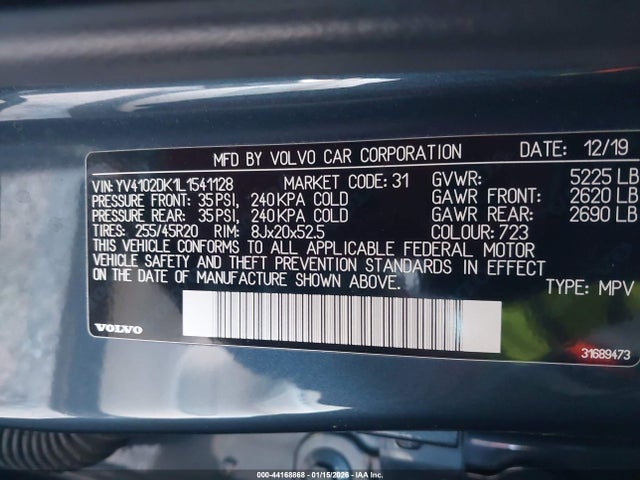 MFD BY VOLVO CAR CORPORATION DATE: 12/19
VIN: YV4102DK1L1541128 MARKET CODE: 31 GVWR: 5225 LB
PRESSURE FRONT: 35PSI, 240KPA COLD GAWR FRONT: 2620 LB
PRESSURE REAR: 35PSI, 240KPA COLD GAWR REAR: 2690 LB
TIRES: 255/45R20 RIM: 8Jx20x52.5 COLOUR: 723
THIS VEHICLE CONFORMS TO ALL APPLICABLE FEDERAL MOTOR
VEHICLE SAFETY AND THEFT PREVENTION STANDARDS IN EFFECT
ON THE DATE OF MANUFACTURE SHOWN ABOVE.
TYPE: MPV
VOLVO
31689473
000-44168868 - 01/15/2026 - IAA Inc.